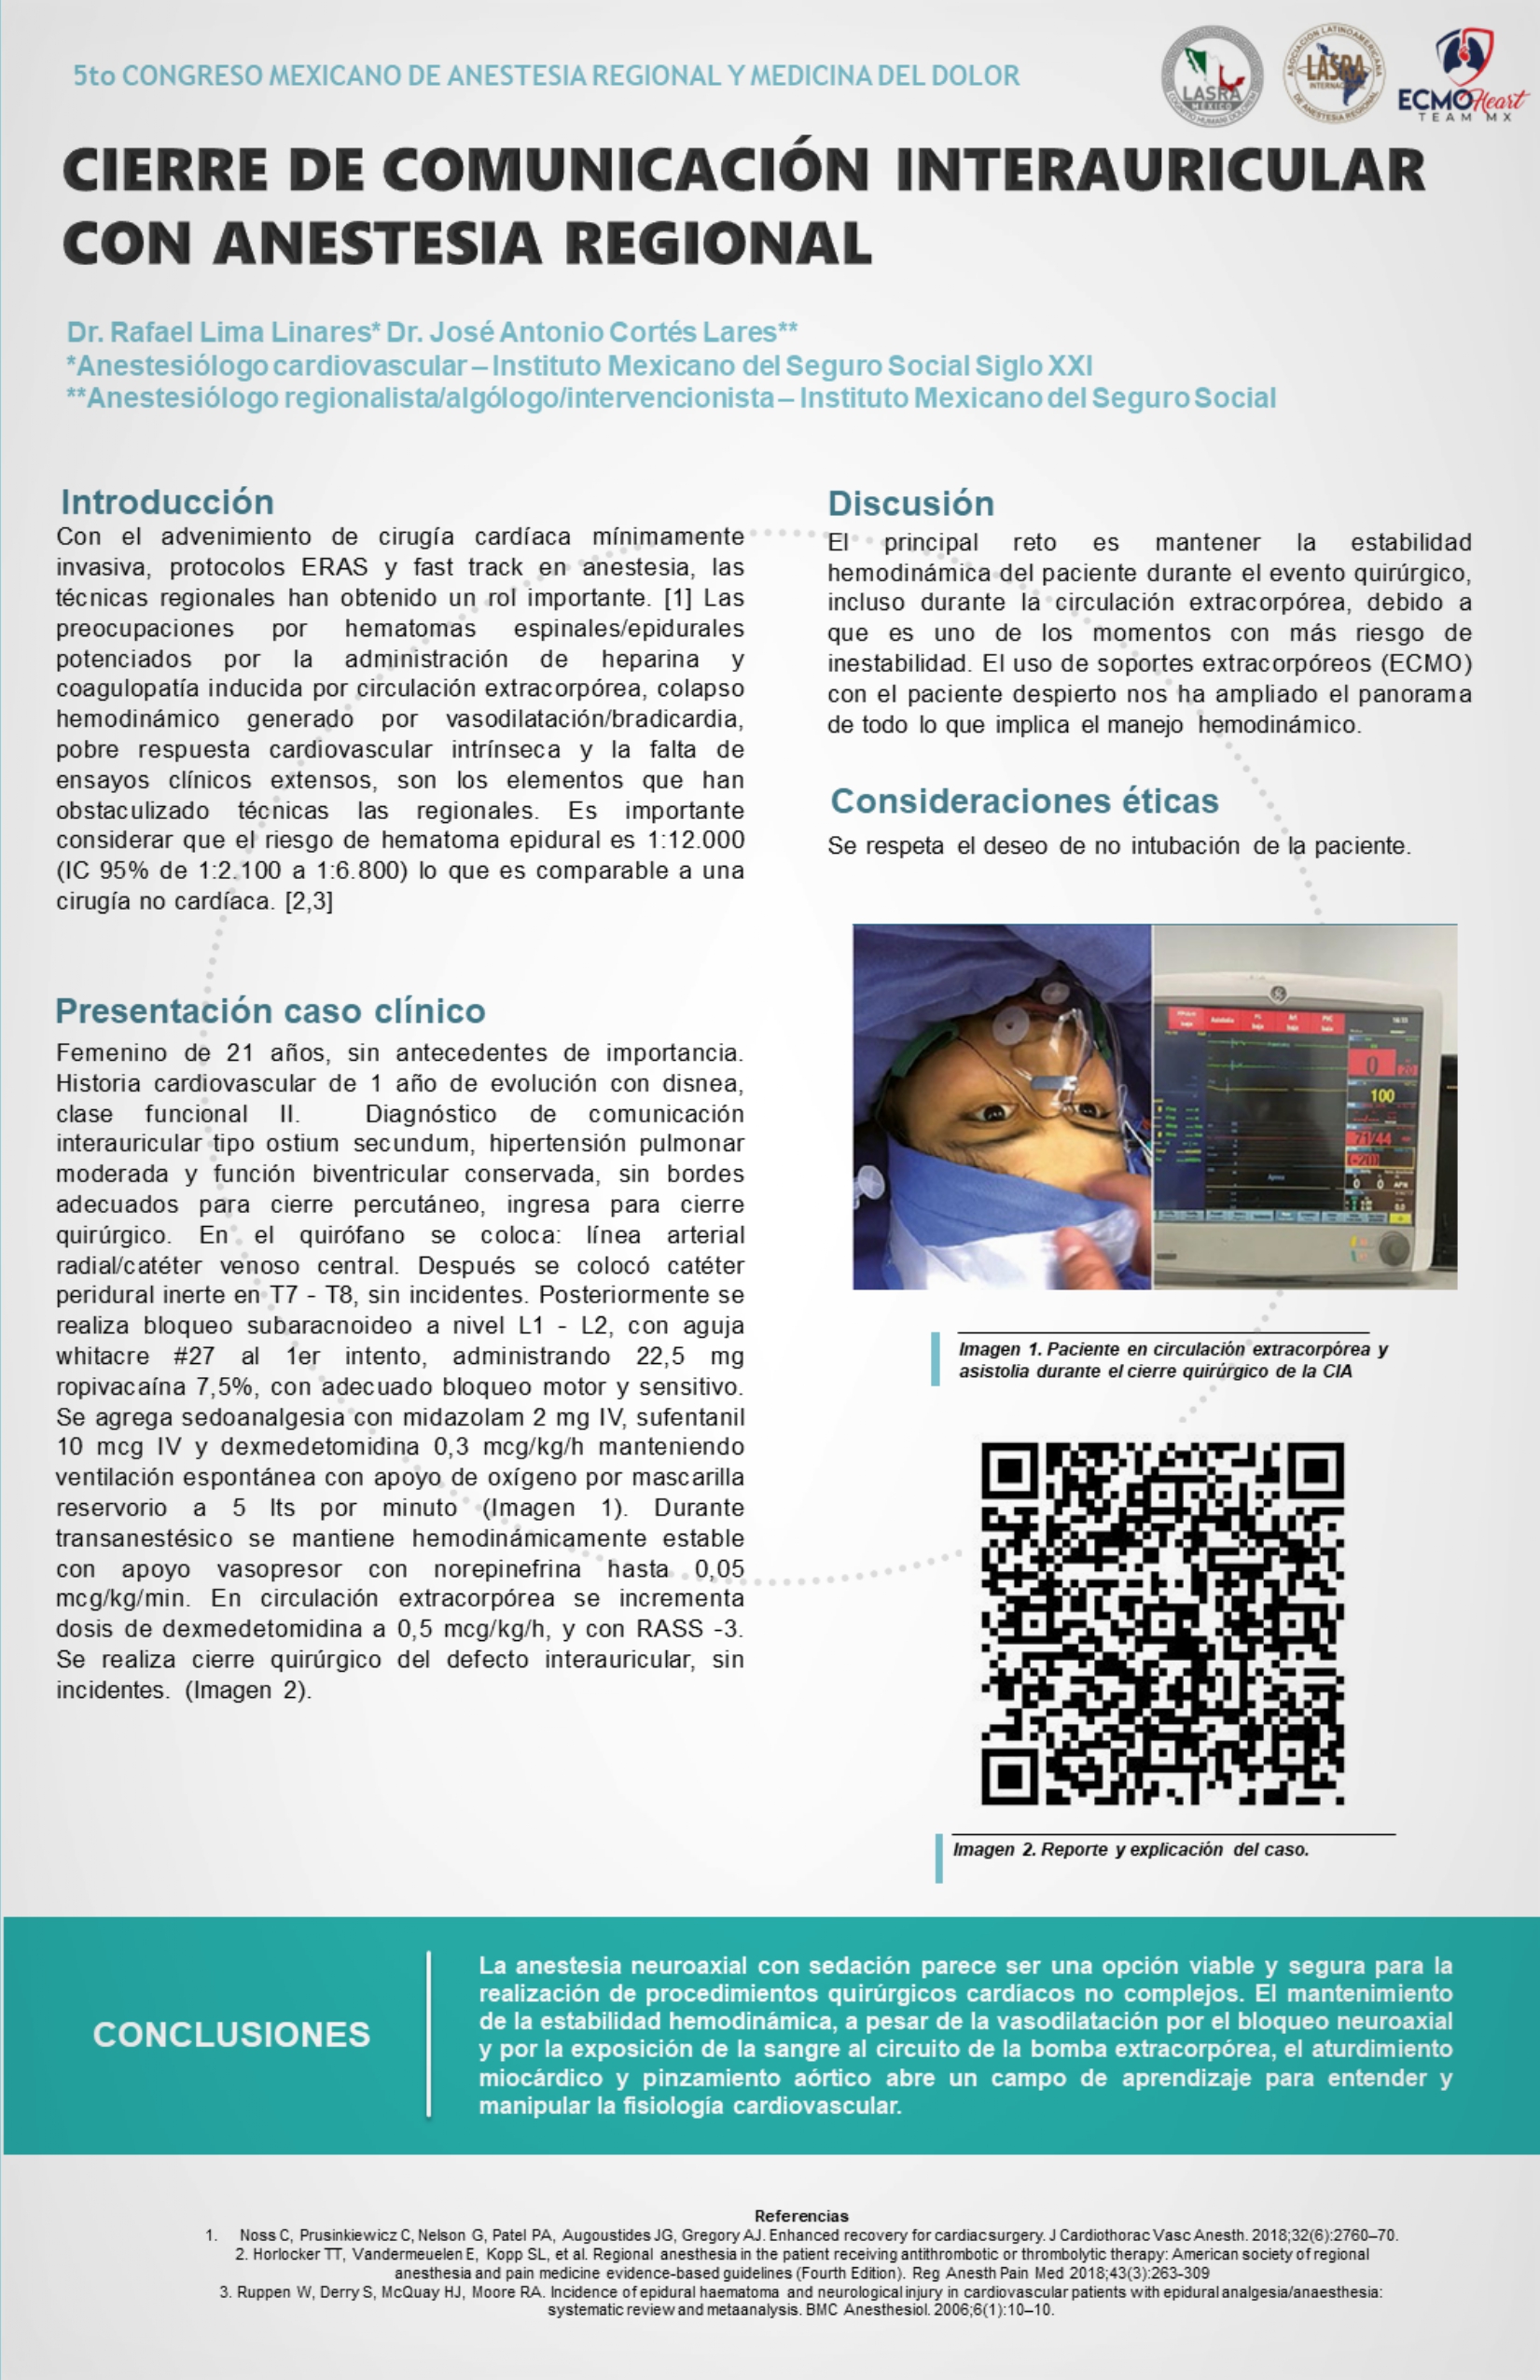 5to CONGRESO MEXICANO DE ANESTESIA REGIONAL Y MEDICINA DEL DOLOR
LASRA
MÉXICO
COGNITIO HUMANI DOLOREM
ASOCIACIÓN LATINOAMERICANA
LASRA
INTERNACIONAL
DE ANESTESIA REGIONAL
ECMO Heart
TEAM MX
CIERRE DE COMUNICACIÓN INTERAURICULAR
CON ANESTESIA REGIONAL
Dr. Rafael Lima Linares* Dr. José Antonio Cortés Lares**
*Anestesiólogo cardiovascular – Instituto Mexicano del Seguro Social Siglo XXI
**Anestesiólogo regionalista/algólogo/intervencionista – Instituto Mexicano del Seguro Social
Introducción
Con el advenimiento de cirugía cardíaca mínimamente
invasiva, protocolos ERAS y fast track en anestesia, las
técnicas regionales han obtenido un rol importante. [1] Las
preocupaciones por hematomas espinales/epidurales
potenciados por la administración de heparina y
coagulopatía inducida por circulación extracorpórea, colapso
hemodinámico generado por vasodilatación/bradicardia,
pobre respuesta cardiovascular intrínseca y la falta de
ensayos clínicos extensos, son los elementos que han
obstaculizado técnicas las regionales. Es importante
considerar que el riesgo de hematoma epidural es 1:12.000
(IC 95% de 1:2.100 a 1:6.800) lo que es comparable a una
cirugía no cardíaca. [2,3]
Presentación caso clínico
Femenino de 21 años, sin antecedentes de importancia.
Historia cardiovascular de 1 año de evolución con disnea,
clase funcional II. Diagnóstico de comunicación
interauricular tipo ostium secundum, hipertensión pulmonar
moderada y función biventricular conservada, sin bordes
adecuados para cierre percutáneo, ingresa para cierre
quirúrgico. En el quirófano se coloca: línea arterial
radial/catéter venoso central. Después se colocó catéter
peridural inerte en T7 - T8, sin incidentes. Posteriormente se
realiza bloqueo subaracnoideo a nivel L1 - L2, con aguja
whitacre #27 al 1er intento, administrando 22,5 mg
ropivacaína 7,5%, con adecuado bloqueo motor y sensitivo.
Se agrega sedoanalgesia con midazolam 2 mg IV, sufentanil
10 mcg IV y dexmedetomidina 0,3 mcg/kg/h manteniendo
ventilación espontánea con apoyo de oxígeno por mascarilla
reservorio a 5 lts por minuto (Imagen 1). Durante
transanestésico se mantiene hemodinámicamente estable
con apoyo vasopresor con norepinefrina hasta 0,05
mcg/kg/min. En circulación extracorpórea se incrementa
dosis de dexmedetomidina a 0,5 mcg/kg/h, y con RASS -3.
Se realiza cierre quirúrgico del defecto interauricular, sin
incidentes. (Imagen 2).
Discusión
El principal reto es mantener la estabilidad
hemodinámica del paciente durante el evento quirúrgico,
incluso durante la circulación extracorpórea, debido a
que es uno de los momentos con más riesgo de
inestabilidad. El uso de soportes extracorpóreos (ECMO)
con el paciente despierto nos ha ampliado el panorama
de todo lo que implica el manejo hemodinámico.
Consideraciones éticas
Se respeta el deseo de no intubación de la paciente.
0
100
71/44
0 0
Imagen 1. Paciente en circulación extracorpórea y
asistolia durante el cierre quirúrgico de la CIA
Imagen 2. Reporte y explicación del caso.
CONCLUSIONES
La anestesia neuroaxial con sedación parece ser una opción viable y segura para la
realización de procedimientos quirúrgicos cardíacos no complejos. El mantenimiento
de la estabilidad hemodinámica, a pesar de la vasodilatación por el bloqueo neuroaxial
y por la exposición de la sangre al circuito de la bomba extracorpórea, el aturdimiento
miocárdico y pinzamiento aórtico abre un campo de aprendizaje para entender y
manipular la fisiología cardiovascular.
Referencias
1. Noss C, Prusinkiewicz C, Nelson G, Patel PA, Augoustides JG, Gregory AJ. Enhanced recovery for cardiac surgery. J Cardiothorac Vasc Anesth. 2018;32(6):2760–70.
2. Horlocker TT, Vandermeuelen E, Kopp SL, et al. Regional anesthesia in the patient receiving antithrombotic or thrombolytic therapy: American society of regional
anesthesia and pain medicine evidence-based guidelines (Fourth Edition). Reg Anesth Pain Med 2018;43(3):263-309
3. Ruppen W, Derry S, McQuay HJ, Moore RA. Incidence of epidural haematoma and neurological injury in cardiovascular patients with epidural analgesia/anaesthesia:
systematic review and metaanalysis. BMC Anesthesiol. 2006;6(1):10–10.